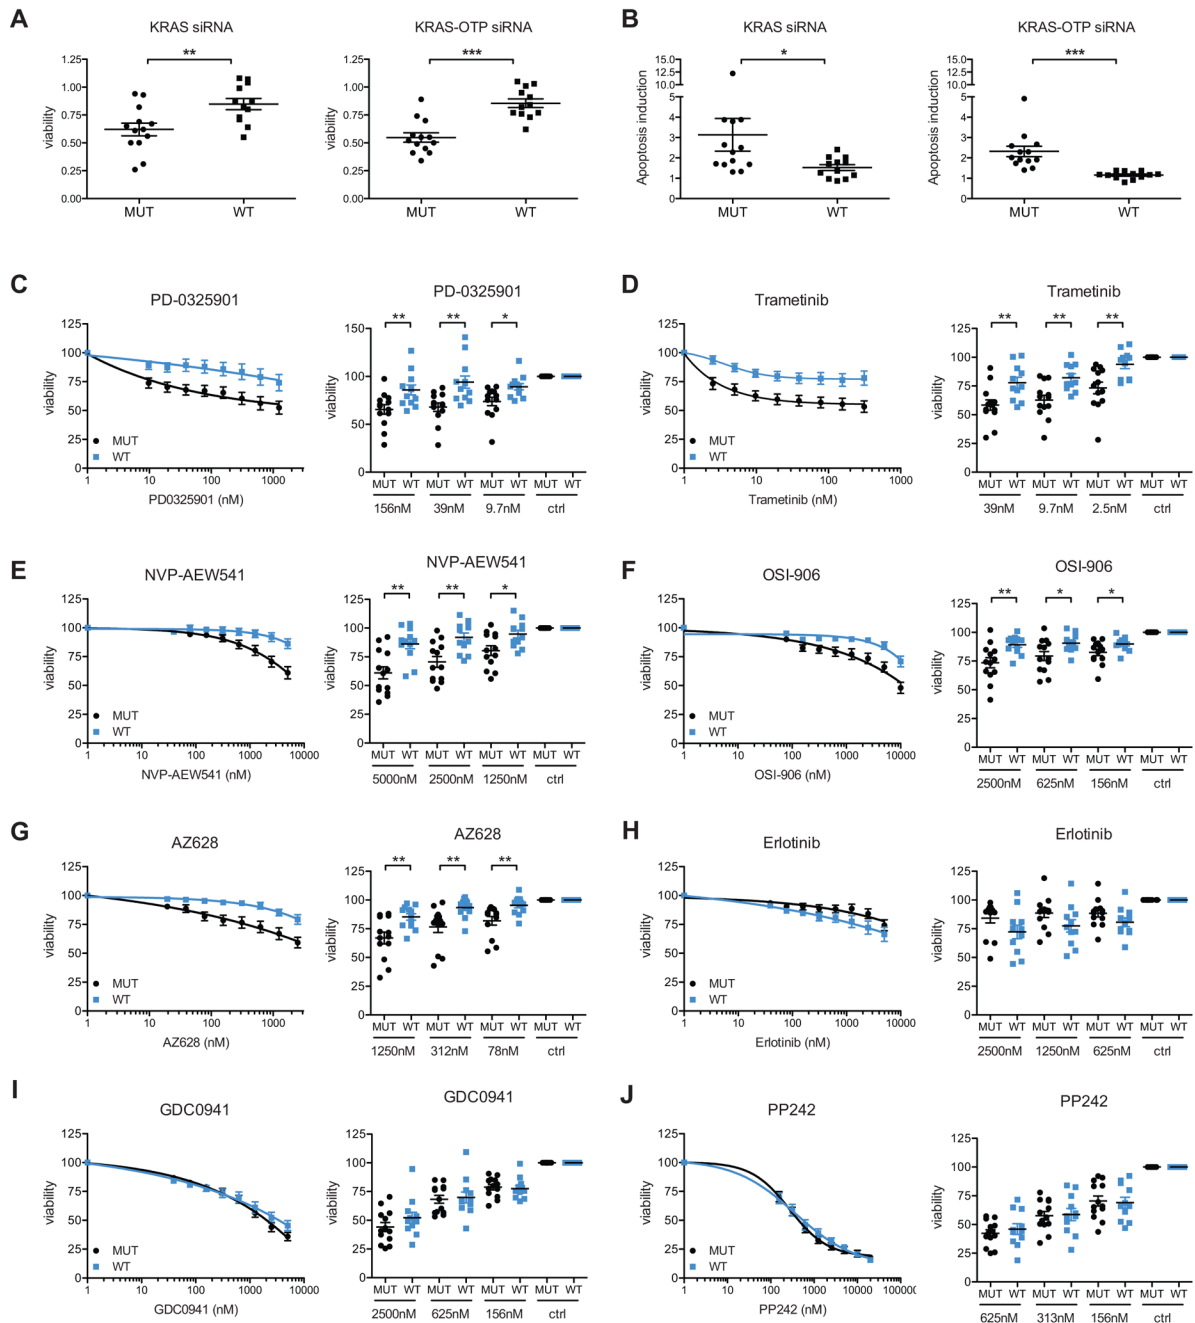 A
KRAS siRNA
KRAS-OTP siRNA
**
***
viability
1.25
1.00
0.75
0.50
0.25
0.00
MUT WT
viability
1.25
1.00
0.75
0.50
0.25
0.00
MUT WT
B
KRAS siRNA
KRAS-OTP siRNA
*
***
Apoptosis induction
15.0
12.5
10.0
7.5
5
4
3
2
1
0
MUT WT
Apoptosis induction
15.0
12.5
10.0
7.5
5
4
3
2
1
0
MUT WT
C
PD-0325901
viability
125
100
75
50
25
0
MUT
WT
1 10 100 1000
PD0325901 (nM)
PD-0325901
** ** *
viability
150
100
50
0
MUT WT MUT WT MUT WT MUT WT
156nM 39nM 9.7nM ctrl
D
Trametinib
viability
125
100
75
50
25
0
MUT
WT
1 10 100 1000
Trametinib (nM)
Trametinib
** ** **
viability
125
100
75
50
25
0
MUT WT MUT WT MUT WT MUT WT
39nM 9.7nM 2.5nM ctrl
E
NVP-AEW541
viability
125
100
75
50
25
0
MUT
WT
1 10 100 1000 10000
NVP-AEW541 (nM)
NVP-AEW541
** ** *
viability
125
100
75
50
25
0
MUT WT MUT WT MUT WT MUT WT
5000nM 2500nM 1250nM ctrl
F
OSI-906
viability
125
100
75
50
25
0
MUT
WT
1 10 100 1000 10000
OSI-906 (nM)
OSI-906
** * *
viability
125
100
75
50
25
0
MUT WT MUT WT MUT WT MUT WT
2500nM 625nM 156nM ctrl
G
AZ628
viability
125
100
75
50
25
0
MUT
WT
1 10 100 1000
AZ628 (nM)
AZ628
** ** **
viability
125
100
75
50
25
0
MUT WT MUT WT MUT WT MUT WT
1250nM 312nM 78nM ctrl
H
Erlotinib
viability
125
100
75
50
25
0
MUT
WT
1 10 100 1000 10000
Erlotinib (nM)
Erlotinib
viability
125
100
75
50
25
0
MUT WT MUT WT MUT WT MUT WT
2500nM 1250nM 625nM ctrl
I
GDC0941
viability
125
100
75
50
25
0
MUT
WT
1 10 100 1000 10000
GDC0941 (nM)
GDC0941
viability
125
100
75
50
25
0
MUT WT MUT WT MUT WT MUT WT
2500nM 625nM 156nM ctrl
J
PP242
viability
125
100
75
50
25
0
MUT
WT
1 10 100 1000 10000
PP242 (nM)
PP242
viability
125
100
75
50
25
0
MUT WT MUT WT MUT WT MUT WT
625nM 313nM 156nM ctrl